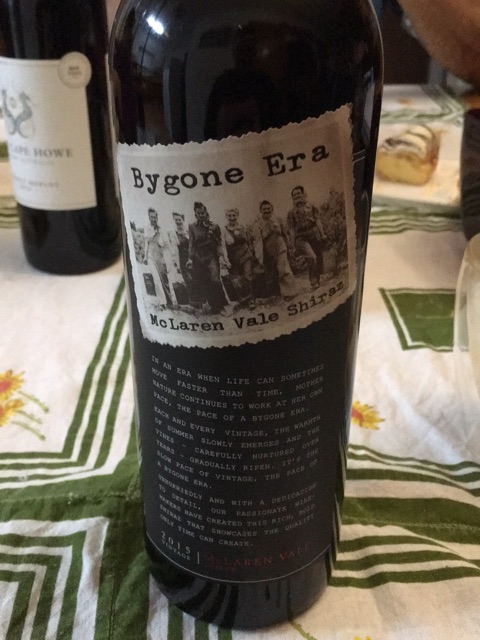 Bygone Era
McLaren Vale Shiraz
IN AN ERA WHEN LIFE CAN SOMETIMES
MOVE FASTER THAN TIME, MOTHER
NATURE CONTINUES TO WORK AT HER OWN
PACE, THE PACE OF A BYGONE ERA.
EACH AND EVERY VINTAGE, THE WARMTH
OF SUMMER SLOWLY EMERGES AND THE
VINES - CAREFULLY NURTURED OVER
YEARS - GRADUALLY RIPEN. IT'S THE
SLOW PACE OF VINTAGE, THE PACE OF
A BYGONE ERA.
UNHURRIEDLY AND WITH A DEDICATION
TO DETAIL, OUR PASSIONATE WINE-
MAKERS HAVE CREATED THIS RICH, BOLD
SHIRAZ THAT SHOWCASES THE QUALITY
ONLY TIME CAN CREATE.
2015
VINTAGE
McLAREN VALE
CAPE HOWE
MERLOT